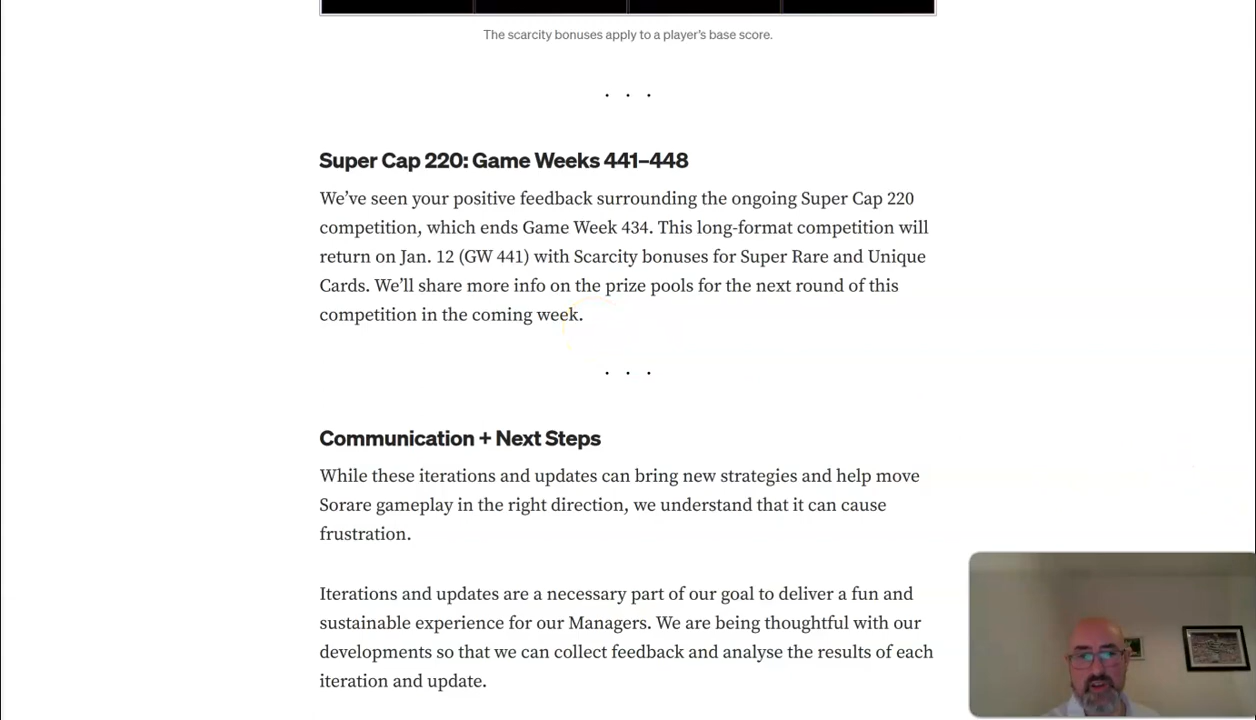 The scarcity bonuses apply to a player’s base score.
. . .
Super Cap 220: Game Weeks 441–448
We’ve seen your positive feedback surrounding the ongoing Super Cap 220
competition, which ends Game Week 434. This long-format competition will
return on Jan. 12 (GW 441) with Scarcity bonuses for Super Rare and Unique
Cards. We’ll share more info on the prize pools for the next round of this
competition in the coming week.
. . .
Communication + Next Steps
While these iterations and updates can bring new strategies and help move
Sorare gameplay in the right direction, we understand that it can cause
frustration.
Iterations and updates are a necessary part of our goal to deliver a fun and
sustainable experience for our Managers. We are being thoughtful with our
developments so that we can collect feedback and analyse the results of each
iteration and update.